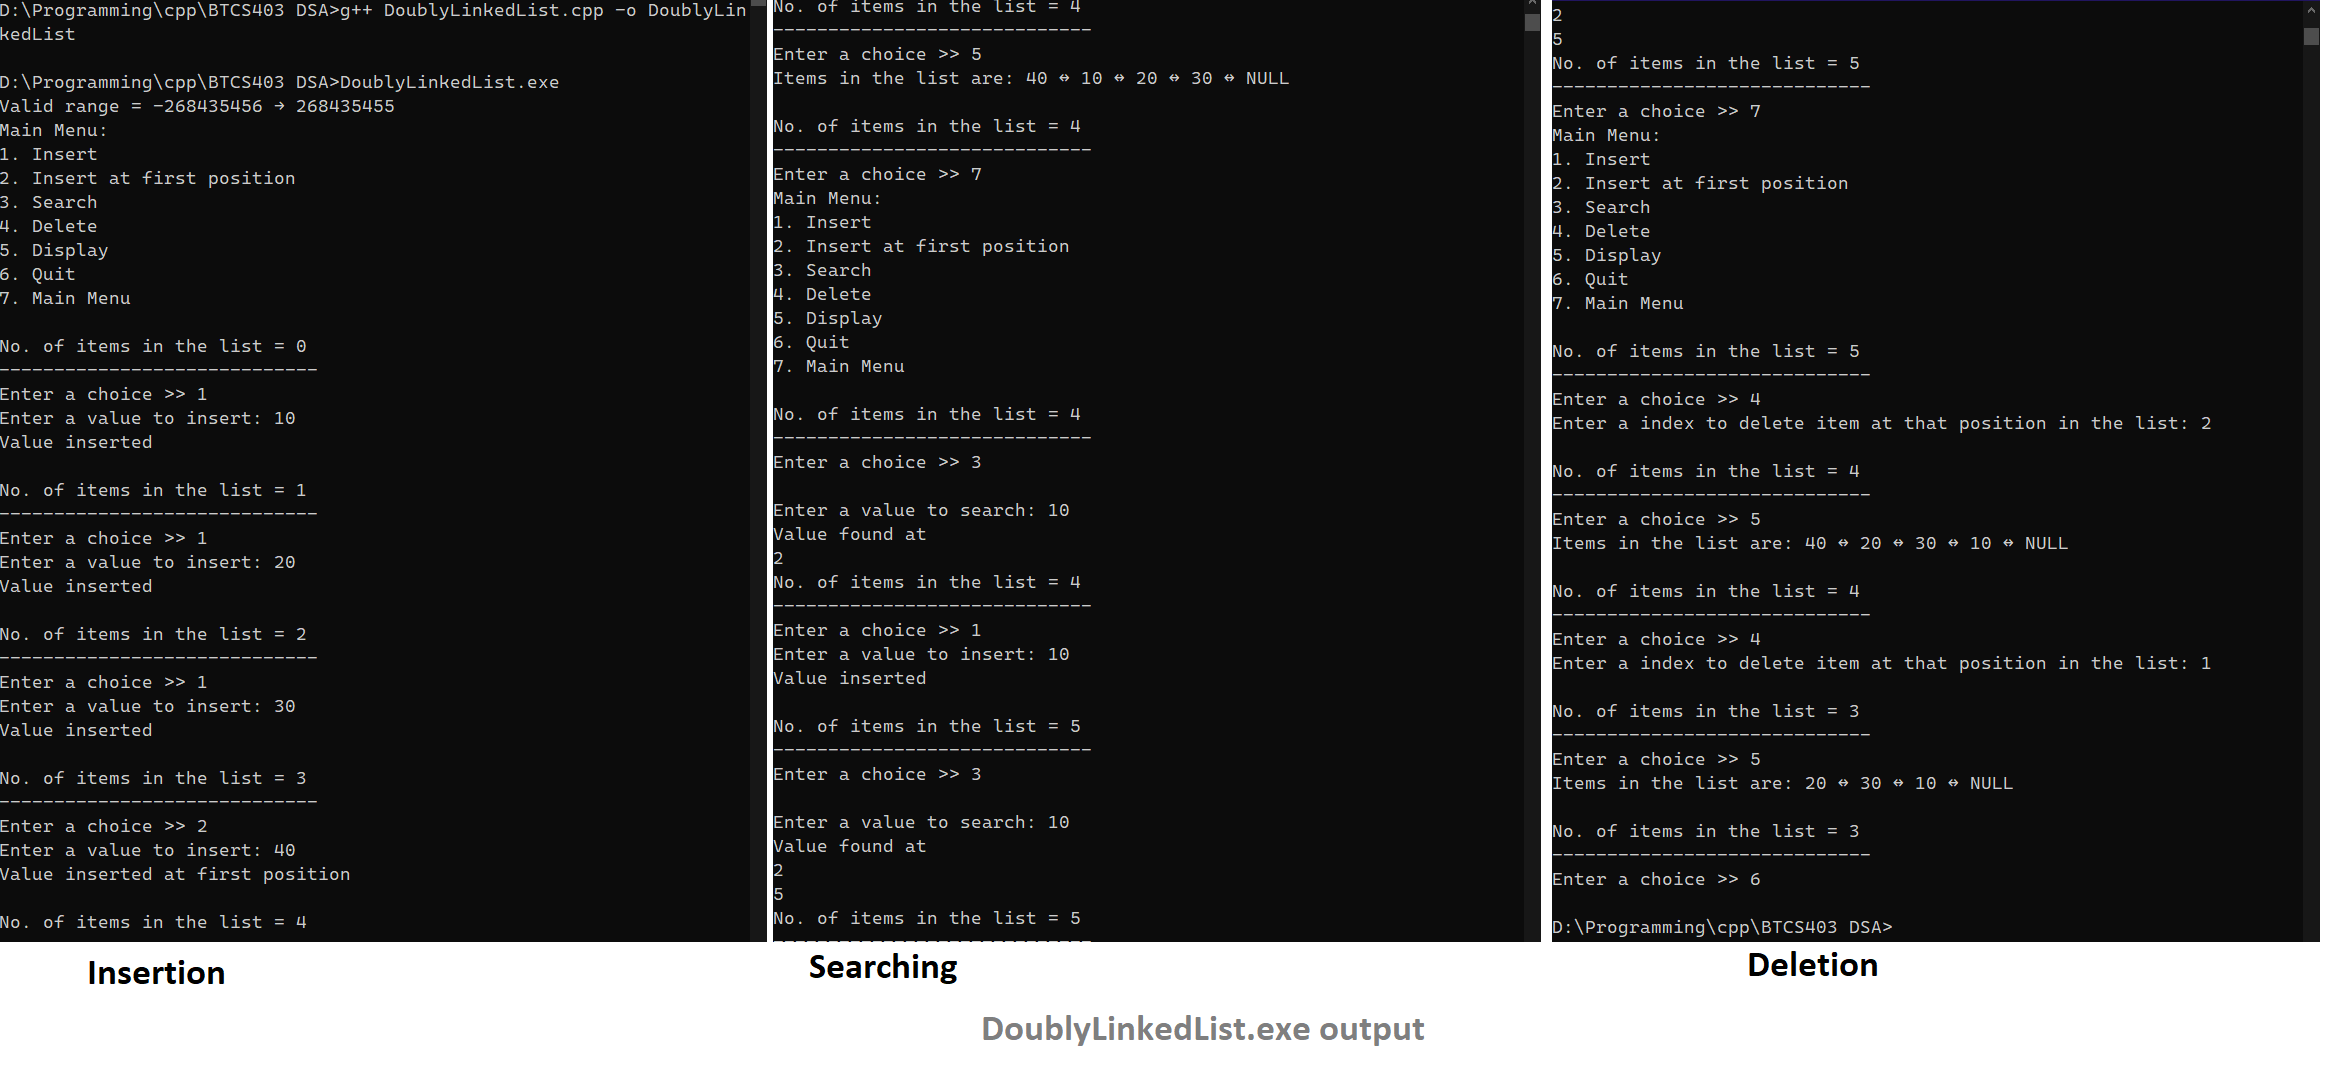 D:\Programming\cpp\BTCS403 DSA>g++ DoublyLinkedList.cpp -o DoublyLin
kedList
D:\Programming\cpp\BTCS403 DSA>DoublyLinkedList.exe
Valid range = -268435456 → 268435455
Main Menu:
1. Insert
2. Insert at first position
3. Search
4. Delete
5. Display
6. Quit
7. Main Menu
No. of items in the list = 0
-----------------------------
Enter a choice >> 1
Enter a value to insert: 10
Value inserted
No. of items in the list = 1
-----------------------------
Enter a choice >> 1
Enter a value to insert: 20
Value inserted
No. of items in the list = 2
-----------------------------
Enter a choice >> 1
Enter a value to insert: 30
Value inserted
No. of items in the list = 3
-----------------------------
Enter a choice >> 2
Enter a value to insert: 40
Value inserted at first position
No. of items in the list = 4
Insertion
No. of items in the list = 4
-----------------------------
Enter a choice >> 5
Items in the list are: 40 ↔ 10 ↔ 20 ↔ 30 ↔ NULL
No. of items in the list = 4
-----------------------------
Enter a choice >> 7
Main Menu:
1. Insert
2. Insert at first position
3. Search
4. Delete
5. Display
6. Quit
7. Main Menu
No. of items in the list = 4
-----------------------------
Enter a choice >> 3
Enter a value to search: 10
Value found at
2
No. of items in the list = 4
-----------------------------
Enter a choice >> 1
Enter a value to insert: 10
Value inserted
No. of items in the list = 5
-----------------------------
Enter a choice >> 3
Enter a value to search: 10
Value found at
2
5
No. of items in the list = 5
-----------------------------
Searching
2
5
No. of items in the list = 5
-----------------------------
Enter a choice >> 7
Main Menu:
1. Insert
2. Insert at first position
3. Search
4. Delete
5. Display
6. Quit
7. Main Menu
No. of items in the list = 5
-----------------------------
Enter a choice >> 4
Enter a index to delete item at that position in the list: 2
No. of items in the list = 4
-----------------------------
Enter a choice >> 5
Items in the list are: 40 ↔ 20 ↔ 30 ↔ 10 ↔ NULL
No. of items in the list = 4
-----------------------------
Enter a choice >> 4
Enter a index to delete item at that position in the list: 1
No. of items in the list = 3
-----------------------------
Enter a choice >> 5
Items in the list are: 20 ↔ 30 ↔ 10 ↔ NULL
No. of items in the list = 3
-----------------------------
Enter a choice >> 6
D:\Programming\cpp\BTCS403 DSA>
Deletion
DoublyLinkedList.exe output